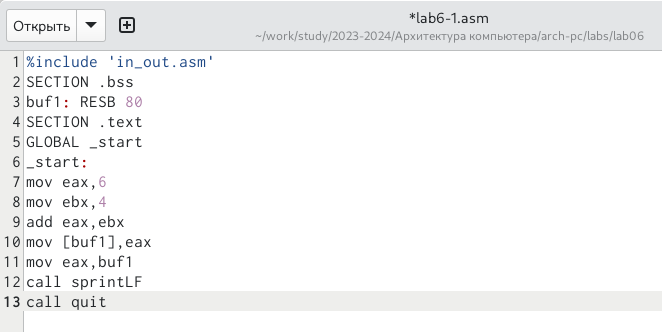 Открыть
*lab6-1.asm
~/work/study/2023-2024/Архитектура компьютера/arch-pc/labs/lab06
1 %include 'in_out.asm'
2 SECTION .bss
3 buf1: RESB 80
4 SECTION .text
5 GLOBAL _start
6 _start:
7 mov eax,6
8 mov ebx,4
9 add eax,ebx
10 mov [buf1],eax
11 mov eax,buf1
12 call sprintLF
13 call quit